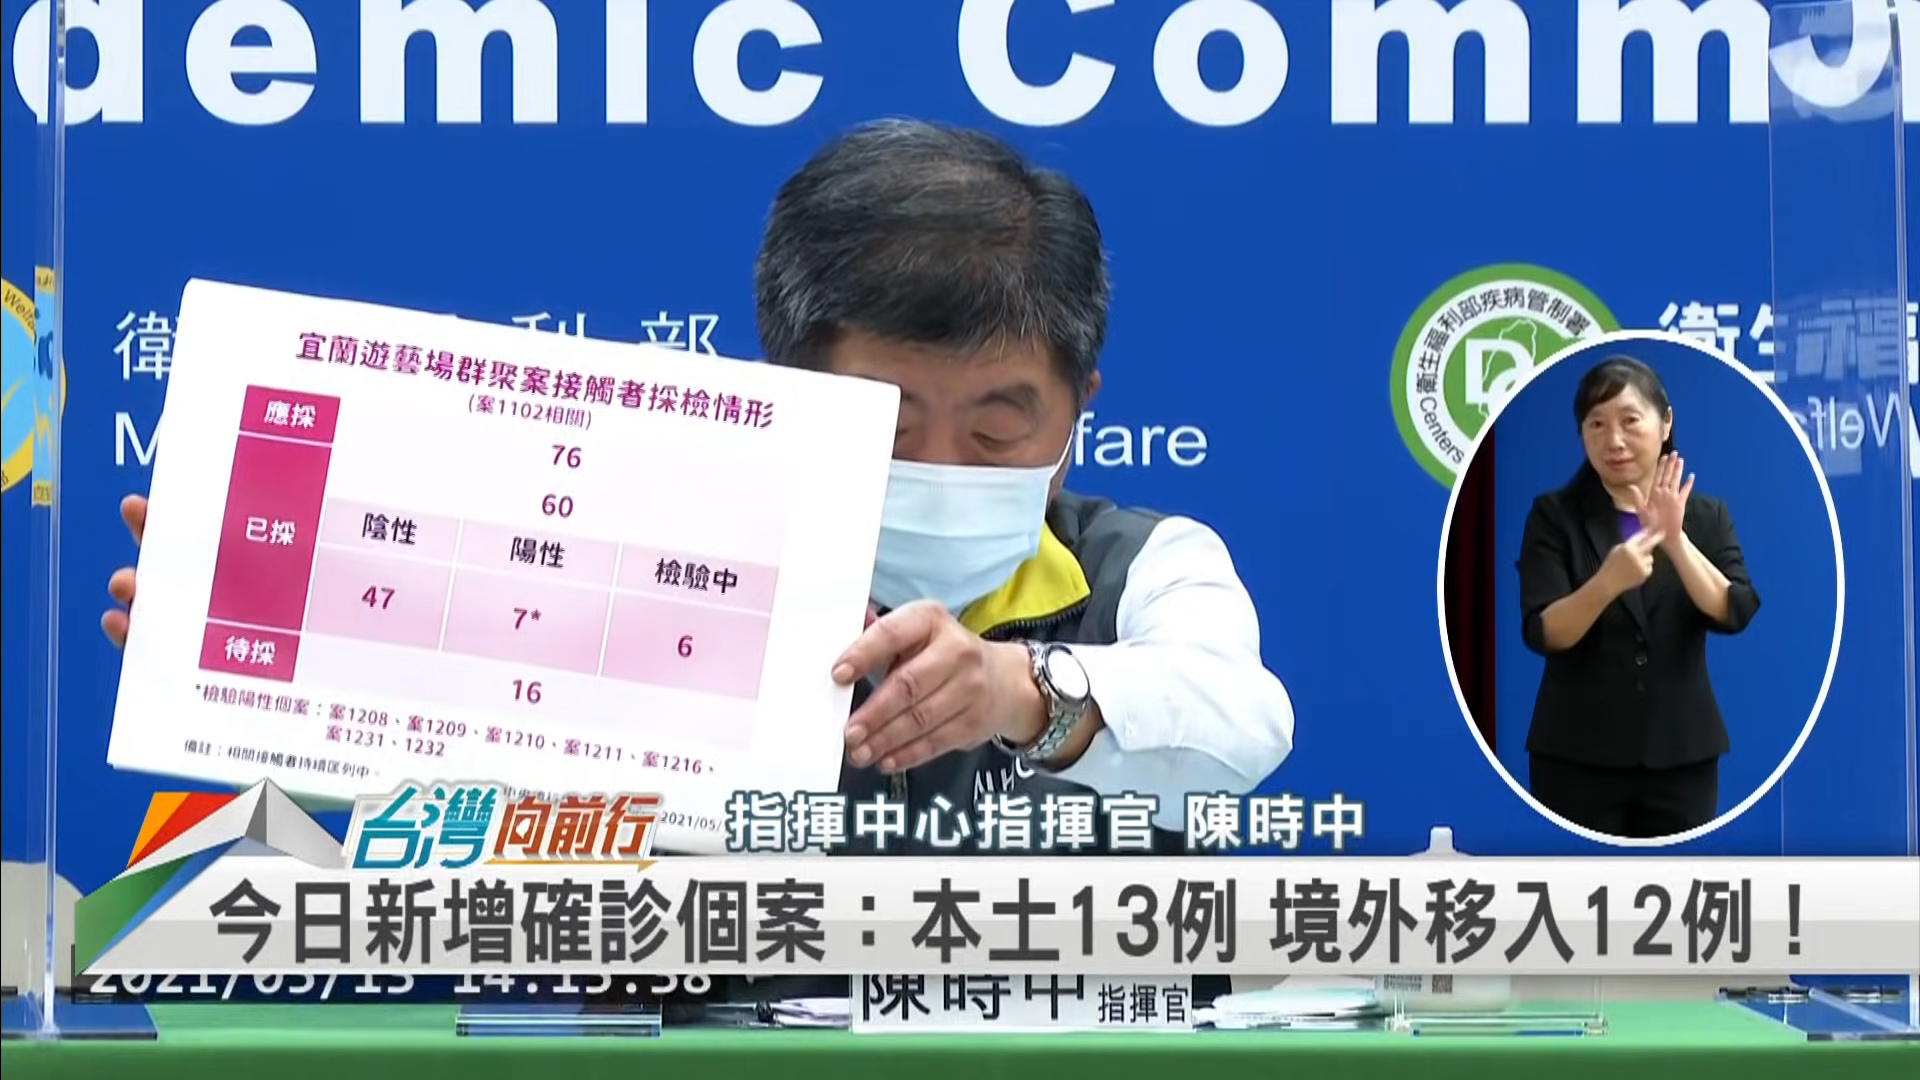 demic Comm
宜蘭遊藝場群聚案接觸者採檢情形
(案1102相關)
應採
76
已採
60
陰性 陽性 檢驗中
47 7* 6
待採
16
*檢驗陽性個案：案1208、案1209、案1210、案1211、案1216、
案1231、1232
備註：相關接觸者持續匡列中。
2021/05/
衛 利部
M fare
衛生福利部疾病管制署
Centers
衛生福
台灣向前行
指揮中心指揮官 陳時中
今日新增確診個案：本土13例 境外移入12例！
2021/05/13 14:13:38
陳時中 指揮官